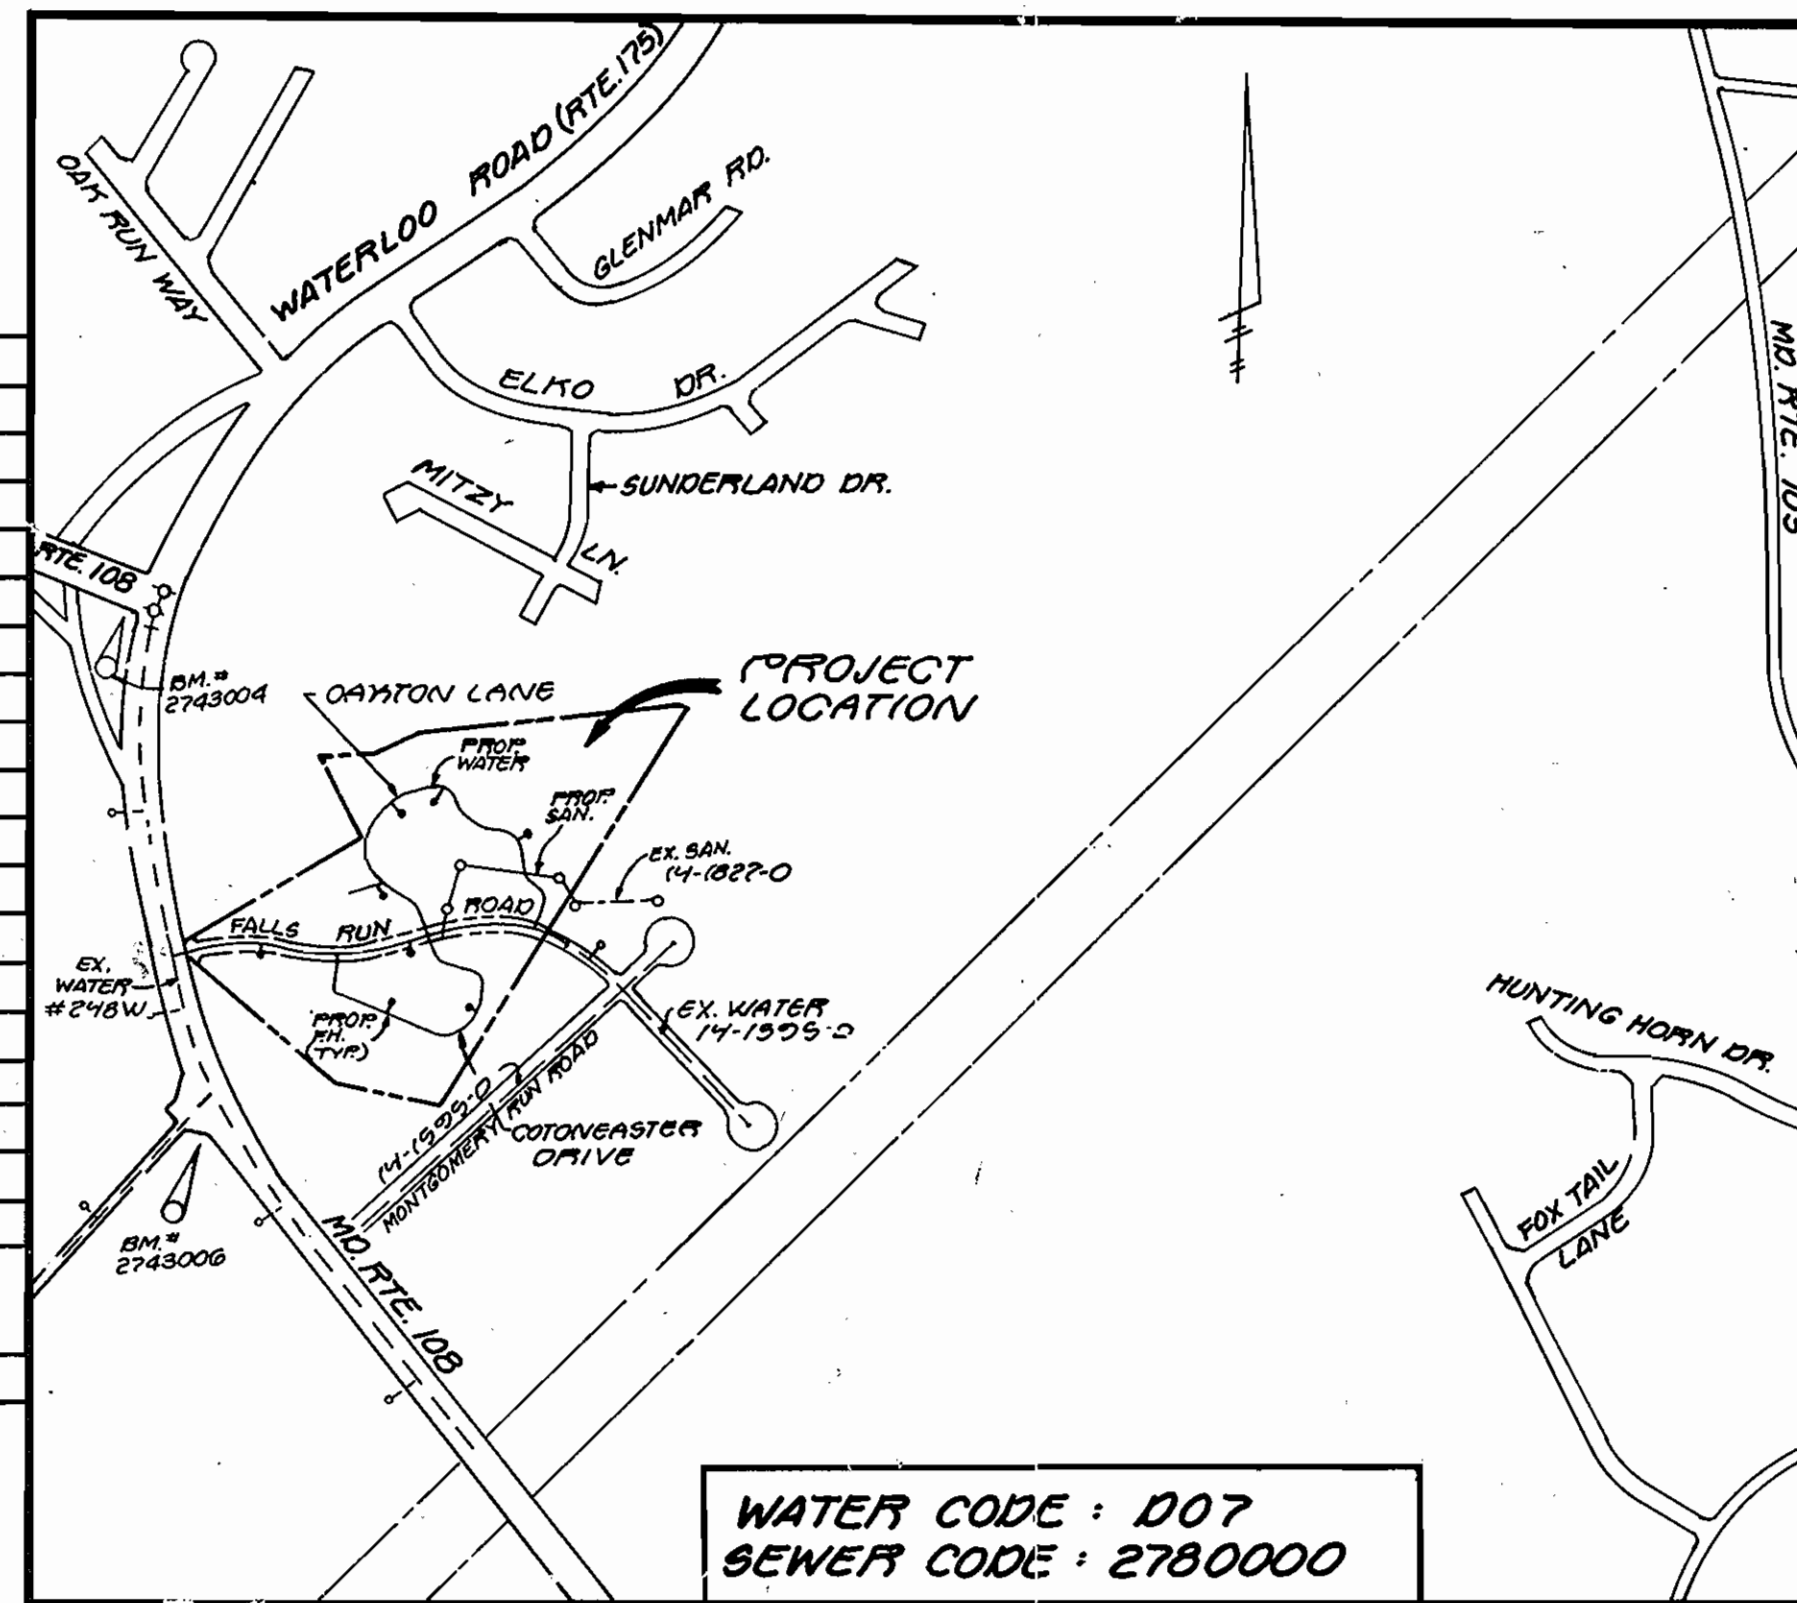 WATERLOO ROAD (RTE. 175)
OAK RUN WAY
GLENMAR RD.
ELKO DR.
MITZY LN.
SUNDERLAND DR.
RTE. 108
MD. RTE. 103
BM.#
2743004
OAKTON LANE
PROJECT
LOCATION
PROP.
WATER
PROP.
SAN.
EX. SAN.
14-1827-D
FALLS RUN ROAD
EX.
WATER
#248W
PROP.
F.H.
(TYP.)
EX. WATER
14-1595-D
14-1595-D
MONTGOMERY RUN ROAD
COTONEASTER
DRIVE
BM.#
2743006
MD. RTE. 108
HUNTING HORN DR.
FOX TAIL
LANE
WATER CODE : D07
SEWER CODE : 2780000